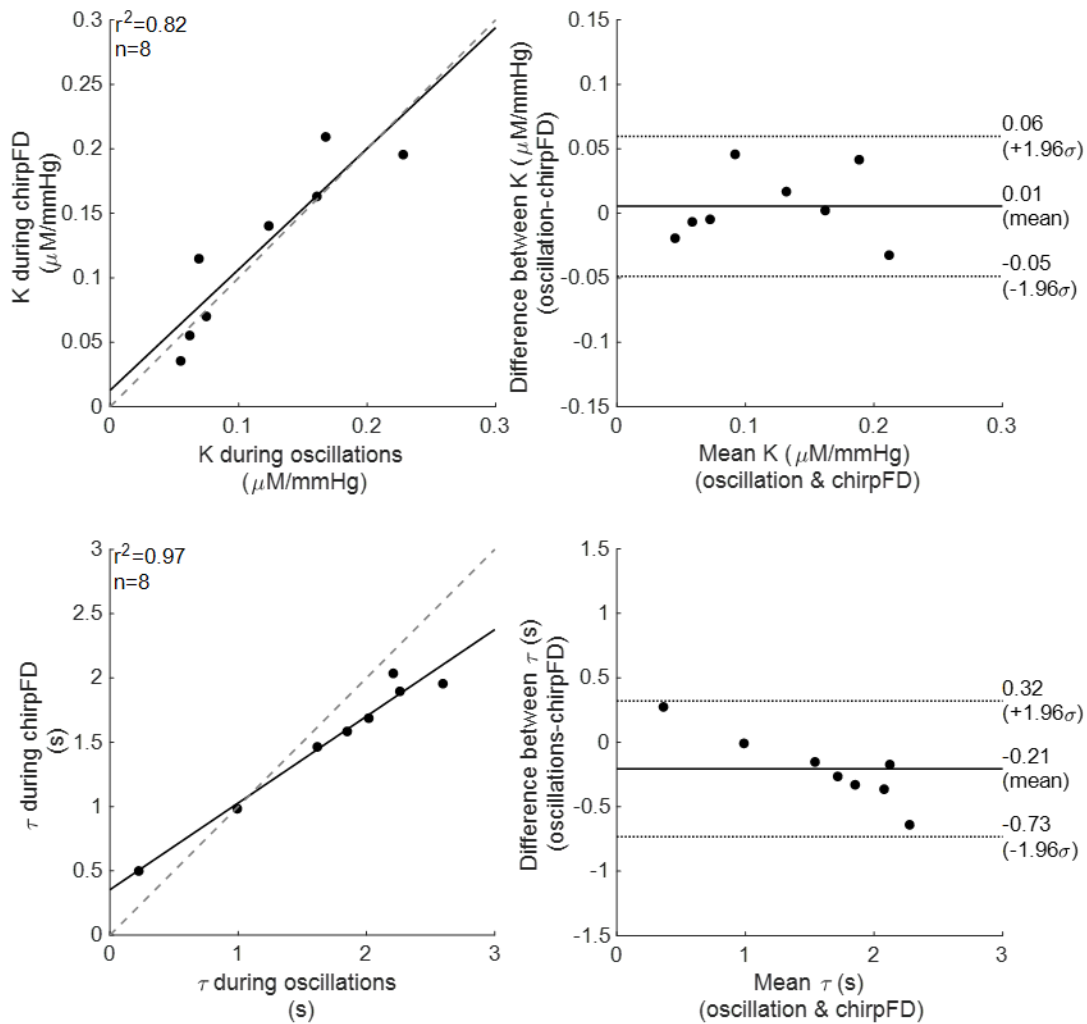 r²=0.82
n=8
0.3
0.25
0.2
0.15
0.1
0.05
0
0
0.1
0.2
0.3
K during chirpFD
(μM/mmHg)
K during oscillations
(μM/mmHg)
0.15
0.1
0.05
0
-0.05
-0.1
-0.15
0
0.1
0.2
0.3
Difference between K (μM/mmHg)
(oscillation-chirpFD)
Mean K (μM/mmHg)
(oscillation & chirpFD)
0.06
(+1.96σ)
0.01
(mean)
-0.05
(-1.96σ)
r²=0.97
n=8
3
2.5
2
1.5
1
0.5
0
0
1
2
3
τ during chirpFD
(s)
τ during oscillations
(s)
1.5
1
0.5
0
-0.5
-1
-1.5
0
1
2
3
Difference between τ (s)
(oscillations-chirpFD)
Mean τ (s)
(oscillation & chirpFD)
0.32
(+1.96σ)
-0.21
(mean)
-0.73
(-1.96σ)